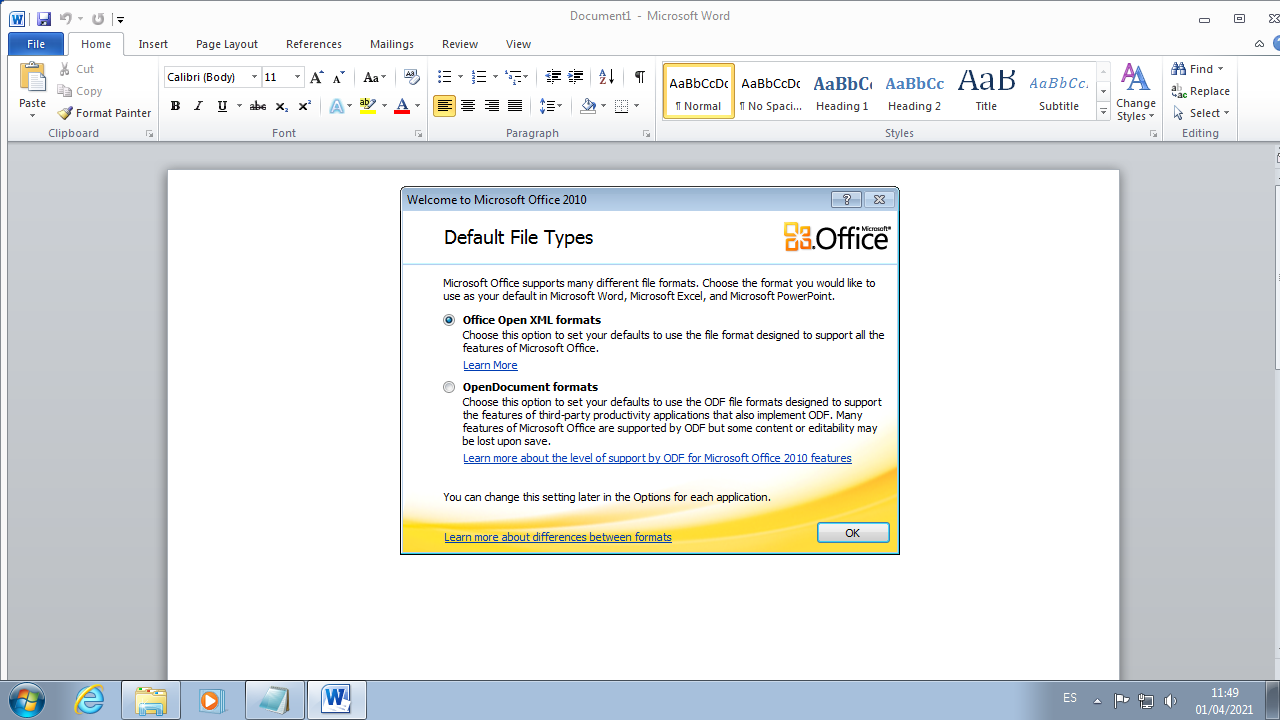 Document1 - Microsoft Word
File Home Insert Page Layout References Mailings Review View
Paste
Cut
Copy
Format Painter
Clipboard
Calibri (Body) 11
Font
Paragraph
AaBbCcDc AaBbCcDc AaBbC AaBbCc AaB AaBbCc.
¶ Normal ¶ No Spaci... Heading 1 Heading 2 Title Subtitle
Change
Styles
Styles
Find
Replace
Select
Editing
Welcome to Microsoft Office 2010
Default File Types
Microsoft®
Office
Microsoft Office supports many different file formats. Choose the format you would like to
use as your default in Microsoft Word, Microsoft Excel, and Microsoft PowerPoint.
Office Open XML formats
Choose this option to set your defaults to use the file format designed to support all the
features of Microsoft Office.
Learn More
OpenDocument formats
Choose this option to set your defaults to use the ODF file formats designed to support
the features of third-party productivity applications that also implement ODF. Many
features of Microsoft Office are supported by ODF but some content or editability may
be lost upon save.
Learn more about the level of support by ODF for Microsoft Office 2010 features
You can change this setting later in the Options for each application.
Learn more about differences between formats
OK
ES
11:49
01/04/2021